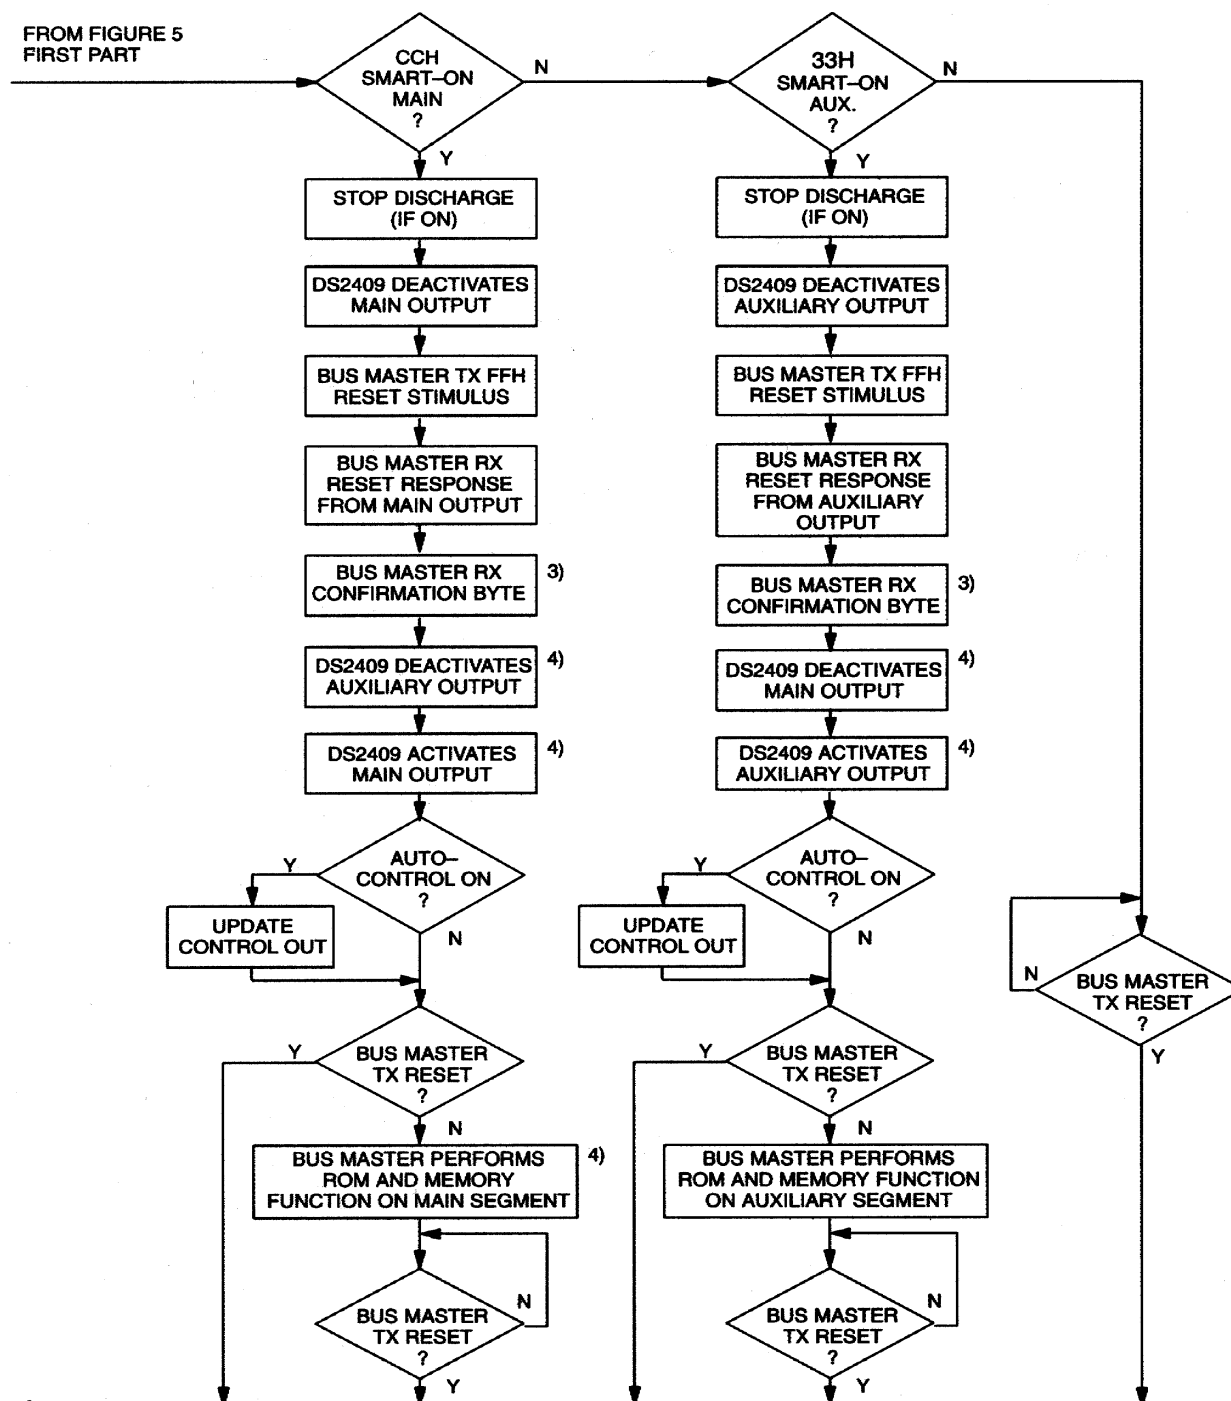 FROM FIGURE 5
FIRST PART
CCH
SMART–ON
MAIN
?
N
Y
STOP DISCHARGE
(IF ON)
DS2409 DEACTIVATES
MAIN OUTPUT
BUS MASTER TX FFH
RESET STIMULUS
BUS MASTER RX
RESET RESPONSE
FROM MAIN OUTPUT
BUS MASTER RX
CONFIRMATION BYTE
3)
DS2409 DEACTIVATES
AUXILIARY OUTPUT
4)
DS2409 ACTIVATES
MAIN OUTPUT
4)
AUTO–
CONTROL ON
?
Y
N
UPDATE
CONTROL OUT
BUS MASTER
TX RESET
?
Y
N
BUS MASTER PERFORMS
ROM AND MEMORY
FUNCTION ON MAIN SEGMENT
4)
BUS MASTER
TX RESET
?
N
Y
33H
SMART–ON
AUX.
?
N
Y
STOP DISCHARGE
(IF ON)
DS2409 DEACTIVATES
AUXILIARY OUTPUT
BUS MASTER TX FFH
RESET STIMULUS
BUS MASTER RX
RESET RESPONSE
FROM AUXILIARY
OUTPUT
BUS MASTER RX
CONFIRMATION BYTE
3)
DS2409 DEACTIVATES
MAIN OUTPUT
4)
DS2409 ACTIVATES
AUXILIARY OUTPUT
4)
AUTO–
CONTROL ON
?
Y
N
UPDATE
CONTROL OUT
BUS MASTER
TX RESET
?
Y
N
BUS MASTER PERFORMS
ROM AND MEMORY FUNCTION
ON AUXILIARY SEGMENT
BUS MASTER
TX RESET
?
N
Y
BUS MASTER
TX RESET
?
N
Y